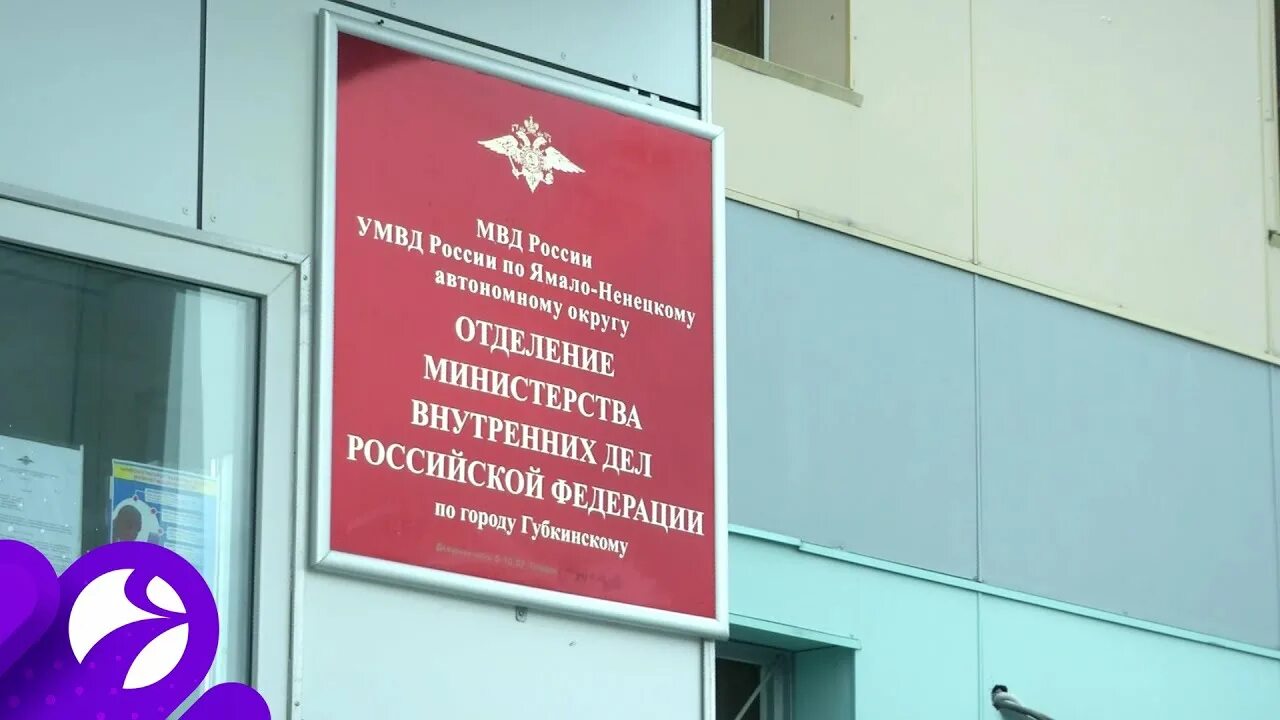 МВД России
УМВД России по Ямало-Ненецкому
автономному округу
ОТДЕЛЕНИЕ
МИНИСТЕРСТВА
ВНУТРЕННИХ ДЕЛ
РОССИЙСКОЙ ФЕДЕРАЦИИ
по городу Губкинскому